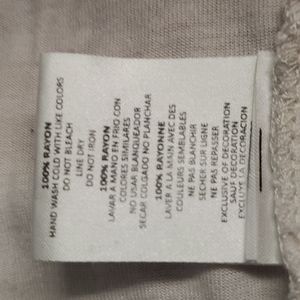 100% RAYON
HAND WASH COLD WITH LIKE COLORS
DO NOT BLEACH
LINE DRY
DO NOT IRON
100% RAYON
LAVAR A MANO EN FRIO CON
COLORES SIMILARES
NO USAR BLANQUEADOR
SECAR COLGADO NO PLANCHAR
100% RAYONNE
LAVER A LA MAIN AVEC DES
COULEURS SEMBLABLES
NE PAS BLANCHIR
SECHER SUR LIGNE
NE PAS REPASSER
EXCLUSIVE OF DECORATION
SAUF DECORATION
EXCLUYE LA DECORACION